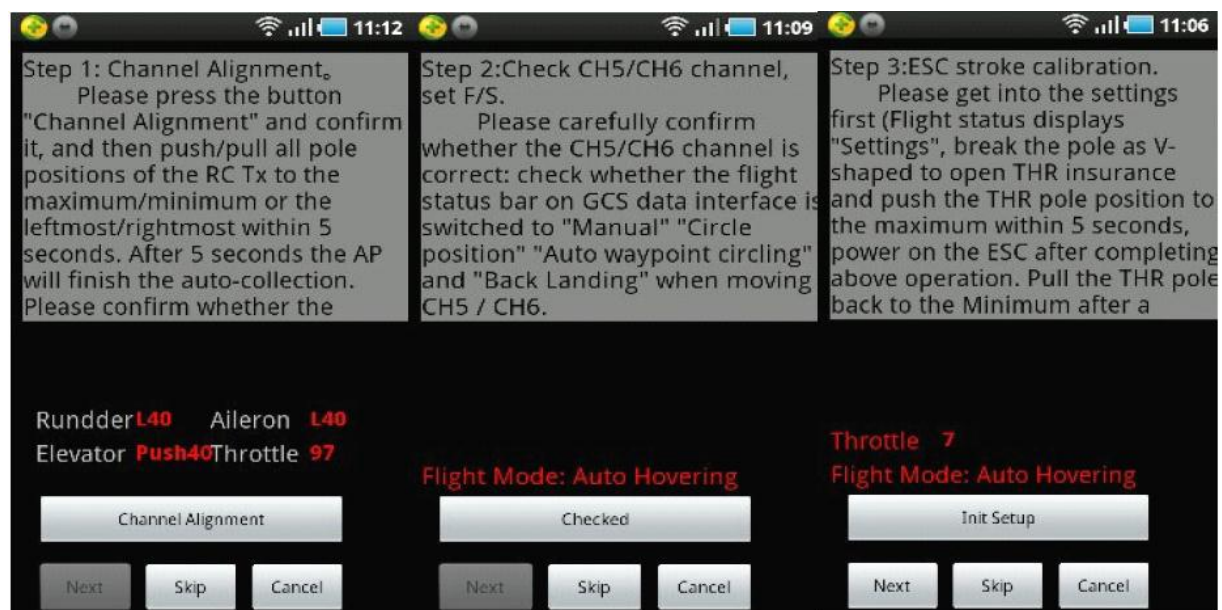 11:12
Step 1: Channel Alignment。
Please press the button
"Channel Alignment" and confirm
it, and then push/pull all pole
positions of the RC Tx to the
maximum/minimum or the
leftmost/rightmost within 5
seconds. After 5 seconds the AP
will finish the auto-collection.
Please confirm whether the
Rundder L40 Aileron L40
Elevator Push40 Throttle 97
Channel Alignment
Next Skip Cancel
11:09
Step 2:Check CH5/CH6 channel,
set F/S.
Please carefully confirm
whether the CH5/CH6 channel is
correct: check whether the flight
status bar on GCS data interface is
switched to "Manual" "Circle
position" "Auto waypoint circling"
and "Back Landing" when moving
CH5 / CH6.
Flight Mode: Auto Hovering
Checked
Next Skip Cancel
11:06
Step 3:ESC stroke calibration.
Please get into the settings
first (Flight status displays
"Settings", break the pole as V-
shaped to open THR insurance
and push the THR pole position to
the maximum within 5 seconds,
power on the ESC after completing
above operation. Pull the THR pole
back to the Minimum after a
Throttle 7
Flight Mode: Auto Hovering
Init Setup
Next Skip Cancel